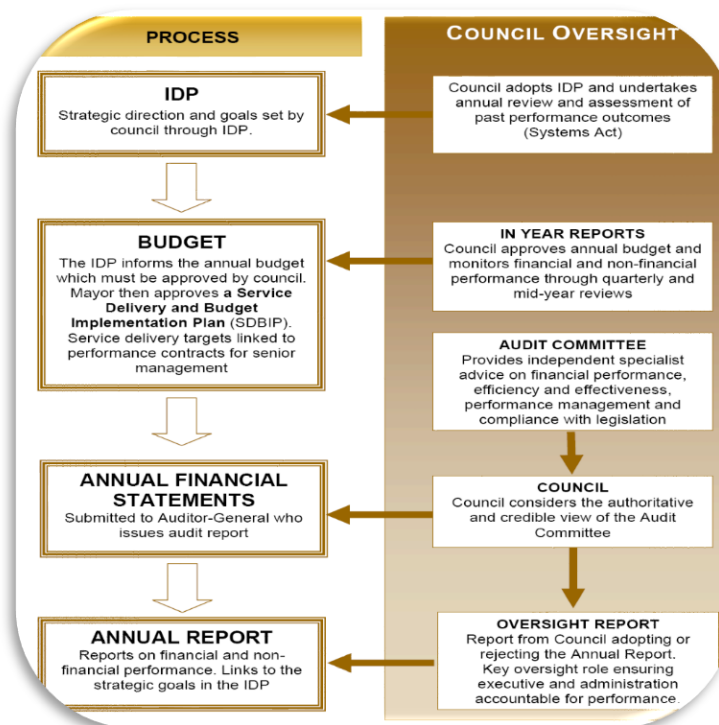 PROCESS
IDP
Strategic direction and goals set by
council through IDP.
BUDGET
The IDP informs the annual budget
which must be approved by council.
Mayor then approves a Service
Delivery and Budget
Implementation Plan (SDBIP).
Service delivery targets linked to
performance contracts for senior
management
ANNUAL FINANCIAL
STATEMENTS
Submitted to Auditor-General who
issues audit report
ANNUAL REPORT
Reports on financial and non-
financial performance. Links to the
strategic goals in the IDP
COUNCIL OVERSIGHT
Council adopts IDP and undertakes
annual review and assessment of
past performance outcomes
(Systems Act)
IN YEAR REPORTS
Council approves annual budget and
monitors financial and non-financial
performance through quarterly and
mid-year reviews
AUDIT COMMITTEE
Provides independent specialist
advice on financial performance,
efficiency and effectiveness,
performance management and
compliance with legislation
COUNCIL
Council considers the authoritative
and credible view of the Audit
Committee
OVERSIGHT REPORT
Report from Council adopting or
rejecting the Annual Report.
Key oversight role ensuring
executive and administration
accountable for performance.